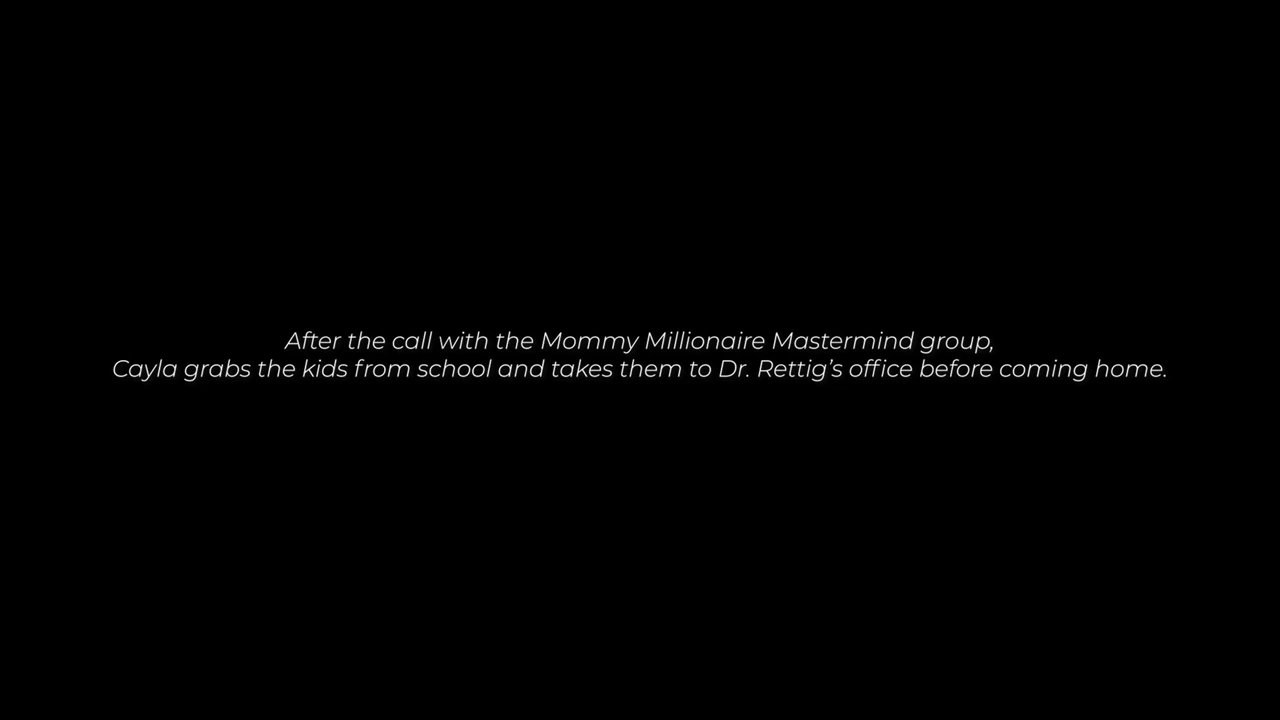 After the call with the Mommy Millionaire Mastermind group,
Cayla grabs the kids from school and takes them to Dr. Rettig’s office before coming home.